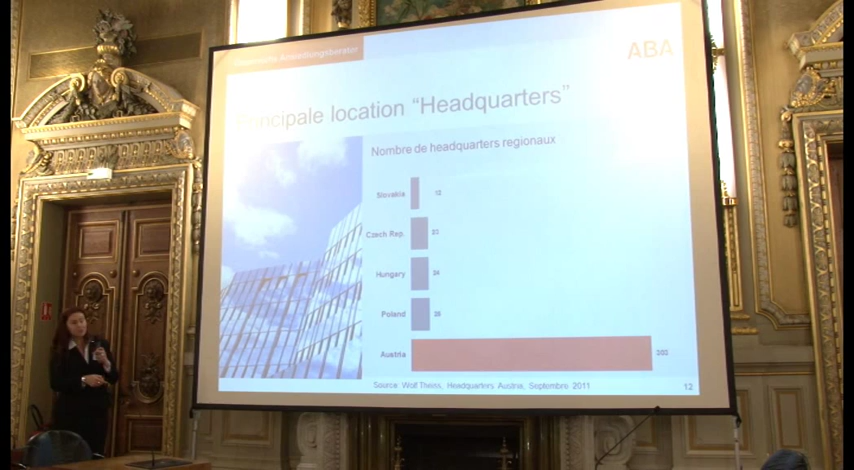 ABA
Principale location "Headquarters"
Nombre de headquarters regionaux
Slovakia
Czech Rep.
Hungary
Poland
Austria
Source: Wolf Theiss, Headquarters Austria, Septembre 2011
12